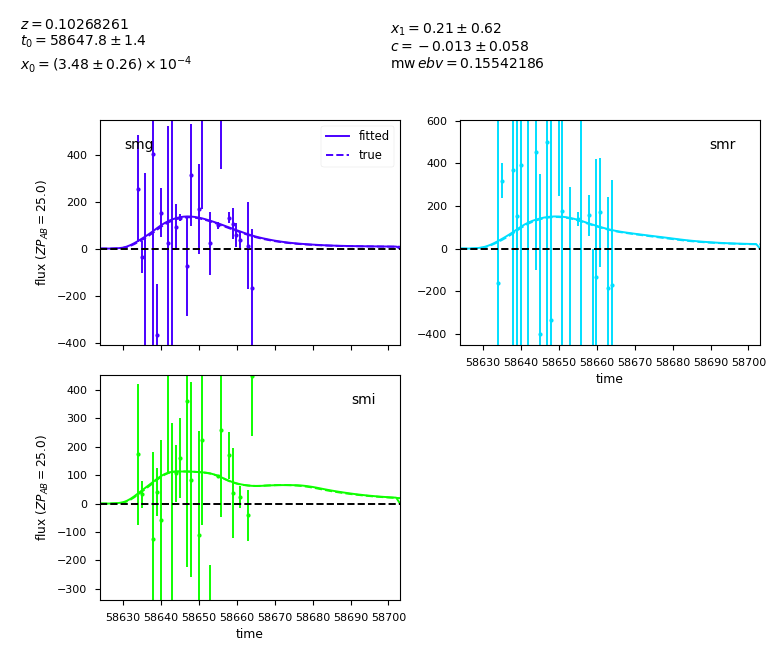 z = 0.10268261
t₀ = 58647.8 ± 1.4
x₀ = (3.48 ± 0.26) × 10⁻⁴
x₁ = 0.21 ± 0.62
c = −0.013 ± 0.058
mw ebv = 0.15542186
smg
fitted
true
400
200
0
−200
−400
flux (ZP_AB = 25.0)
smr
600
400
200
0
−200
−400
58630 58640 58650 58660 58670 58680 58690 58700
time
smi
400
300
200
100
0
−100
−200
−300
flux (ZP_AB = 25.0)
58630 58640 58650 58660 58670 58680 58690 58700
time